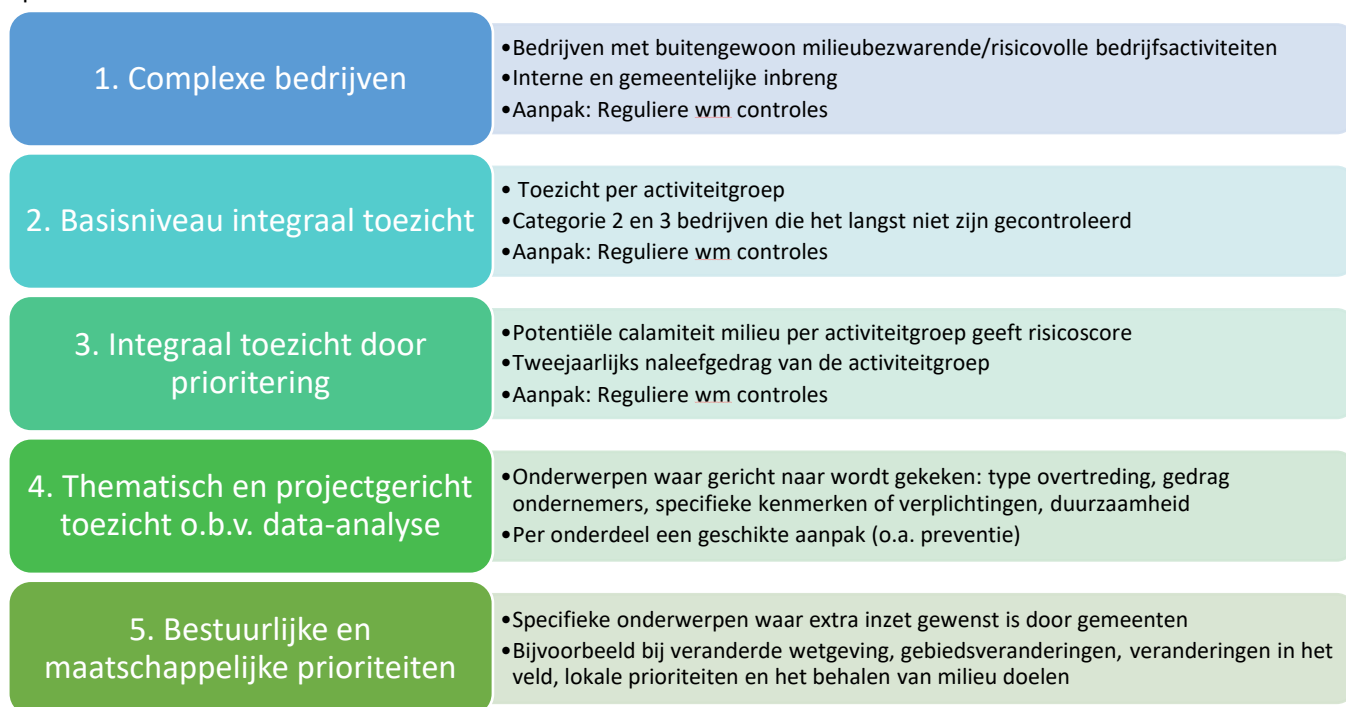 1. Complexe bedrijven
•Bedrijven met buitengewoon milieubezwarende/risicovolle bedrijfsactiviteiten
•Interne en gemeentelijke inbreng
•Aanpak: Reguliere wm controles
2. Basisniveau integraal toezicht
• Toezicht per activiteitgroep
•Categorie 2 en 3 bedrijven die het langst niet zijn gecontroleerd
•Aanpak: Reguliere wm controles
3. Integraal toezicht door
prioritering
•Potentiële calamiteit milieu per activiteitgroep geeft risicoscore
•Tweejaarlijks naleefgedrag van de activiteitgroep
•Aanpak: Reguliere wm controles
4. Thematisch en projectgericht
toezicht o.b.v. data-analyse
•Onderwerpen waar gericht naar wordt gekeken: type overtreding, gedrag
ondernemers, specifieke kenmerken of verplichtingen, duurzaamheid
•Per onderdeel een geschikte aanpak (o.a. preventie)
5. Bestuurlijke en
maatschappelijke prioriteiten
•Specifieke onderwerpen waar extra inzet gewenst is door gemeenten
•Bijvoorbeeld bij veranderde wetgeving, gebiedsveranderingen, veranderingen in het
veld, lokale prioriteiten en het behalen van milieu doelen